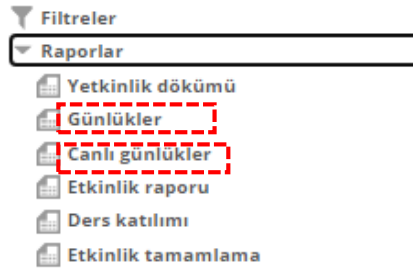 Filtreler
Raporlar
Yetkinlik dökümü
Günlükler
Canlı günlükler
Etkinlik raporu
Ders katılımı
Etkinlik tamamlama